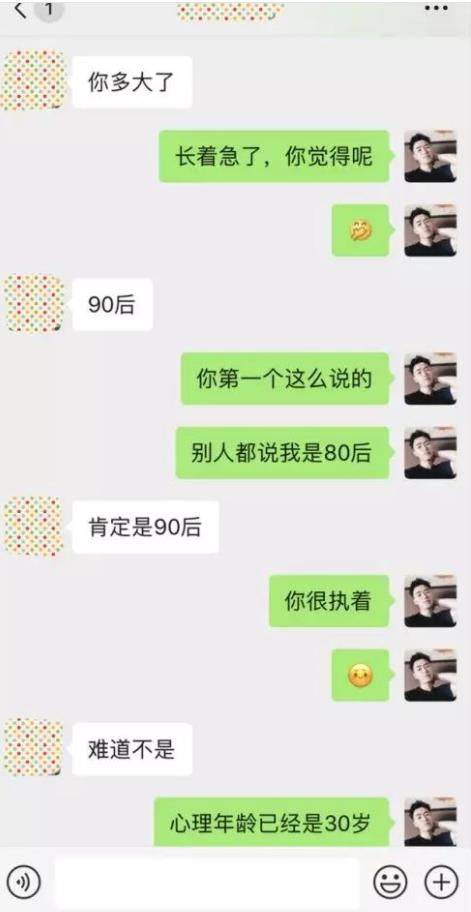 1
你多大了
长着急了，你觉得呢
90后
你第一个这么说的
别人都说我是80后
肯定是90后
你很执着
难道不是
心理年龄已经是30岁